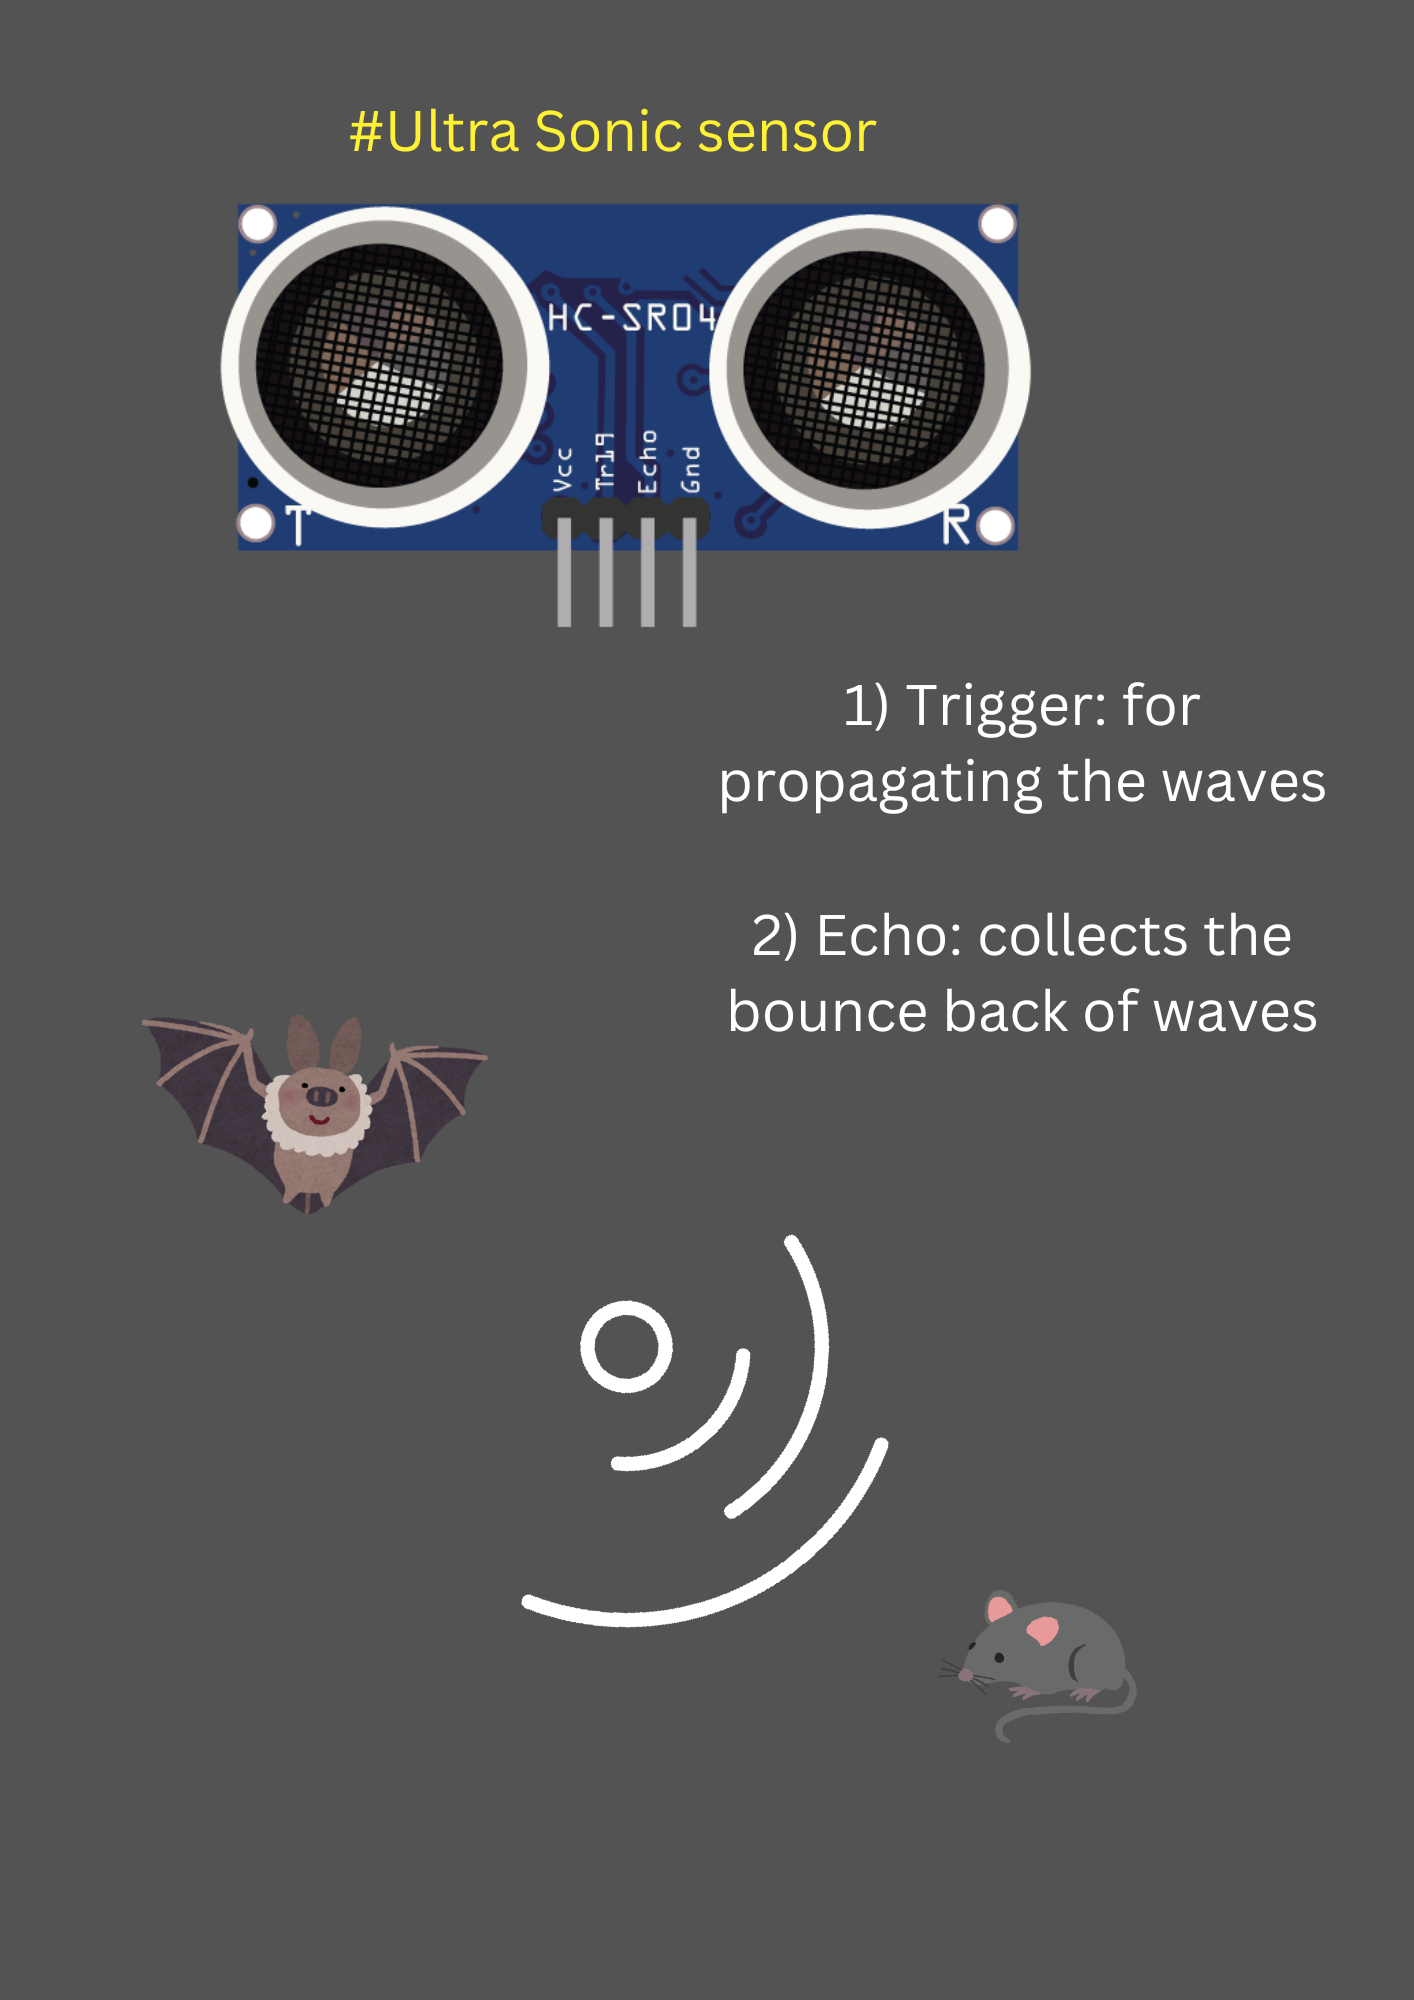 #Ultra Sonic sensor
HC-SR04
Vcc
Trig
Echo
Gnd
T
R
1) Trigger: for
propagating the waves
2) Echo: collects the
bounce back of waves